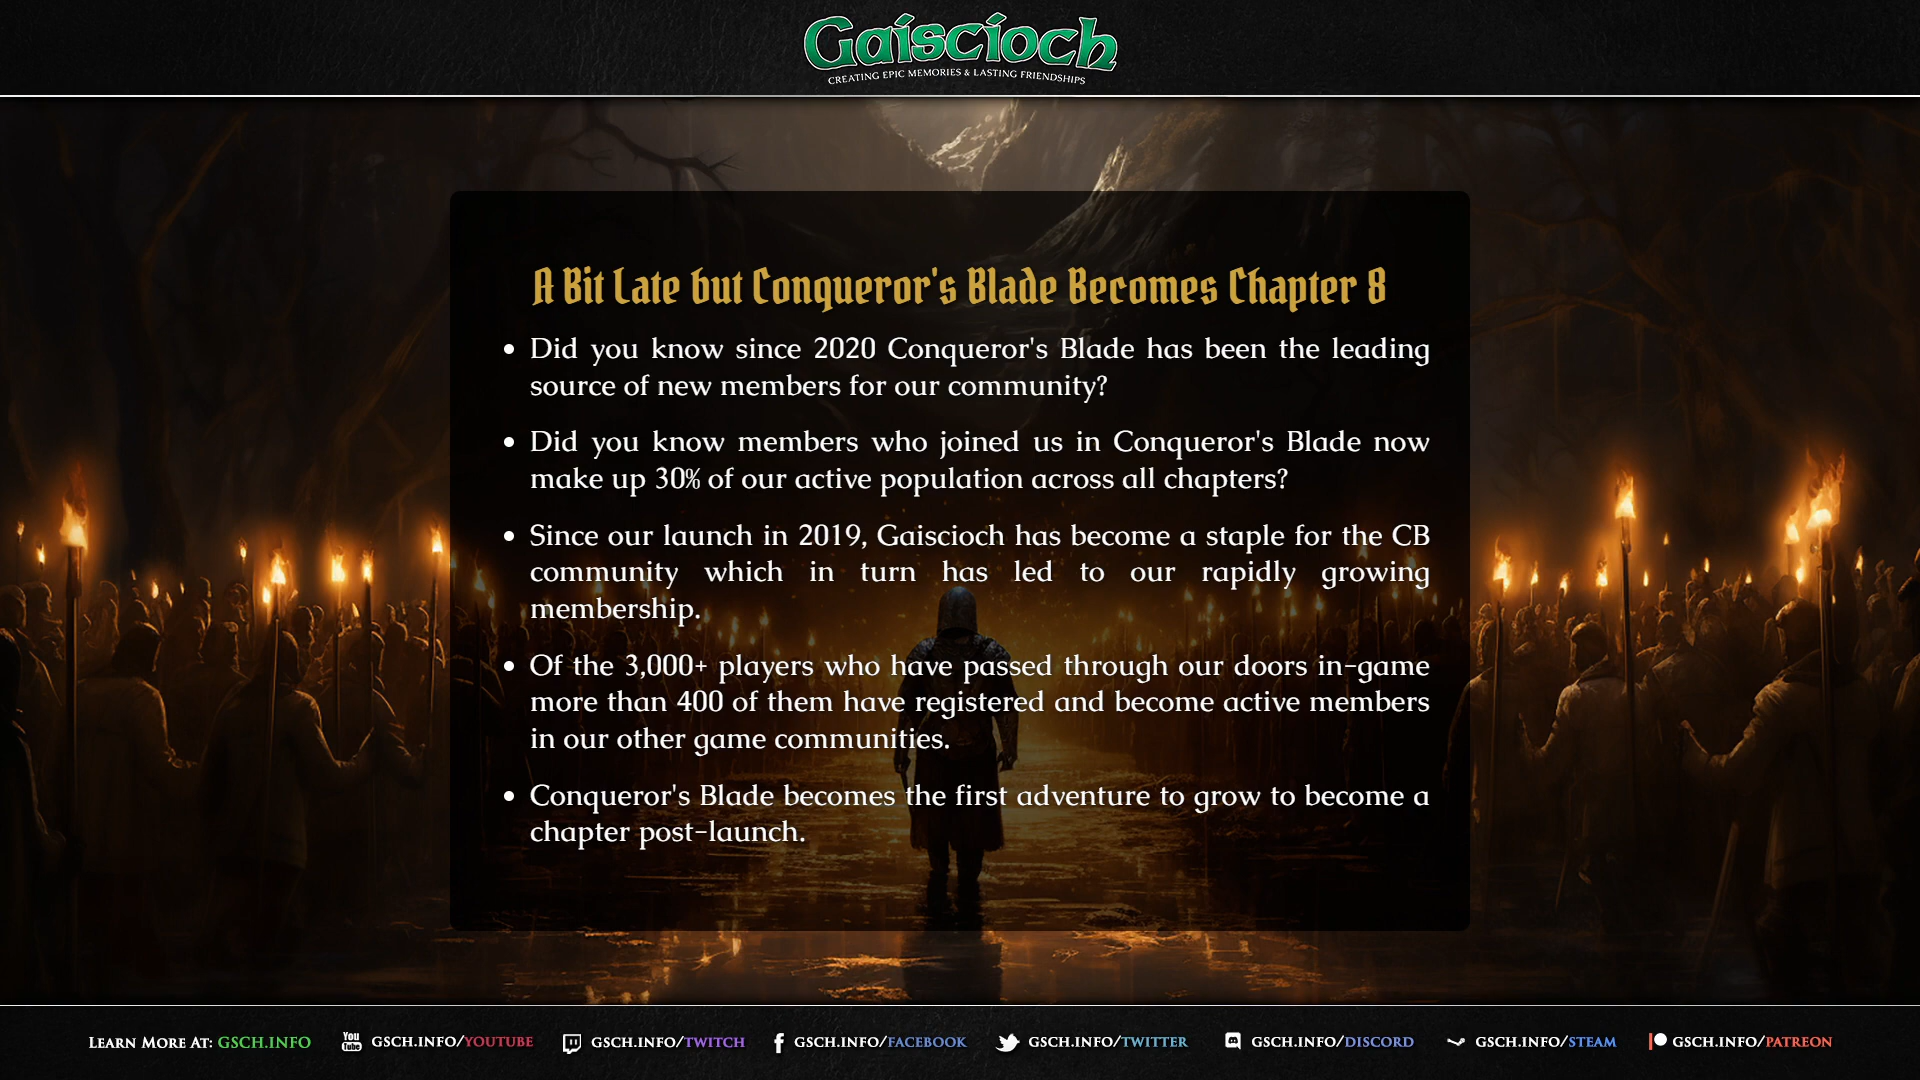 Gaiscioch
CREATING EPIC MEMORIES & LASTING FRIENDSHIPS
A Bit Late but Conqueror's Blade Becomes Chapter 8
• Did you know since 2020 Conqueror's Blade has been the leading
source of new members for our community?
• Did you know members who joined us in Conqueror's Blade now
make up 30% of our active population across all chapters?
• Since our launch in 2019, Gaiscioch has become a staple for the CB
community which in turn has led to our rapidly growing
membership.
• Of the 3,000+ players who have passed through our doors in-game
more than 400 of them have registered and become active members
in our other game communities.
• Conqueror's Blade becomes the first adventure to grow to become a
chapter post-launch.
LEARN MORE AT: GSCH.INFO You Tube GSCH.INFO/YOUTUBE GSCH.INFO/TWITCH GSCH.INFO/FACEBOOK GSCH.INFO/TWITTER GSCH.INFO/DISCORD GSCH.INFO/STEAM GSCH.INFO/PATREON